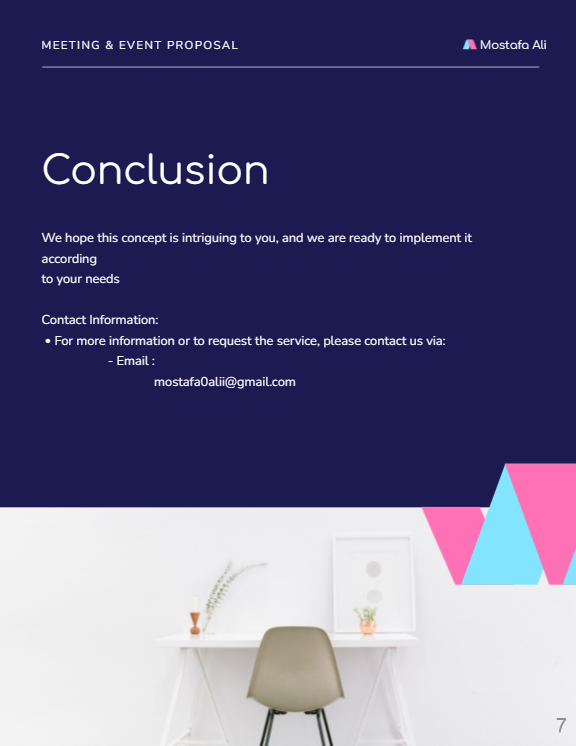 MEETING & EVENT PROPOSAL
Mostafa Ali
Conclusion
We hope this concept is intriguing to you, and we are ready to implement it
according
to your needs
Contact Information:
• For more information or to request the service, please contact us via:
- Email :
mostafa0alii@gmail.com
7